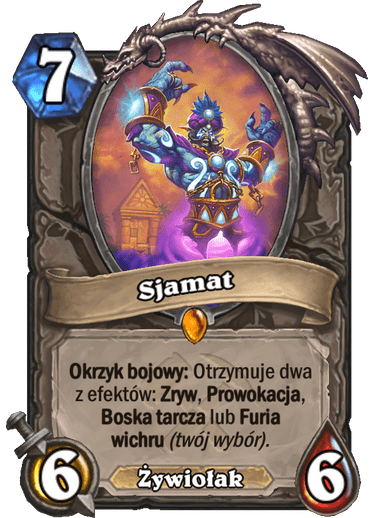 7
Sjamat
Okrzyk bojowy: Otrzymuje dwa
z efektów: Zryw, Prowokacja,
Boska tarcza lub Furia
wichru (twój wybór).
6
Żywiołak
6